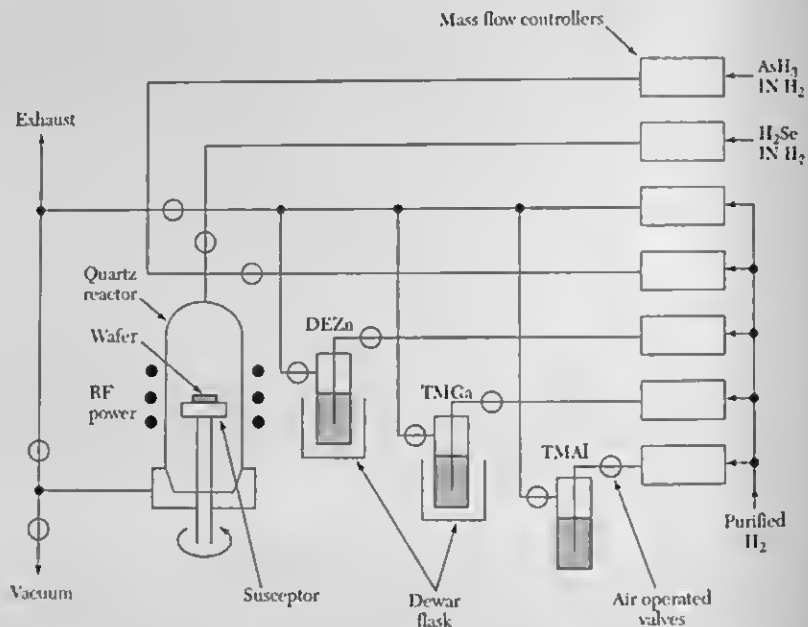 Mass flow controllers
AsH₃
IN H₂
Exhaust
H₂Se
IN H₂
Quartz
reactor
Wafer
RF
power
DEZn
TMGa
TMAl
Purified
H₂
Vacuum
Susceptor
Dewar
flask
Air operated
valves